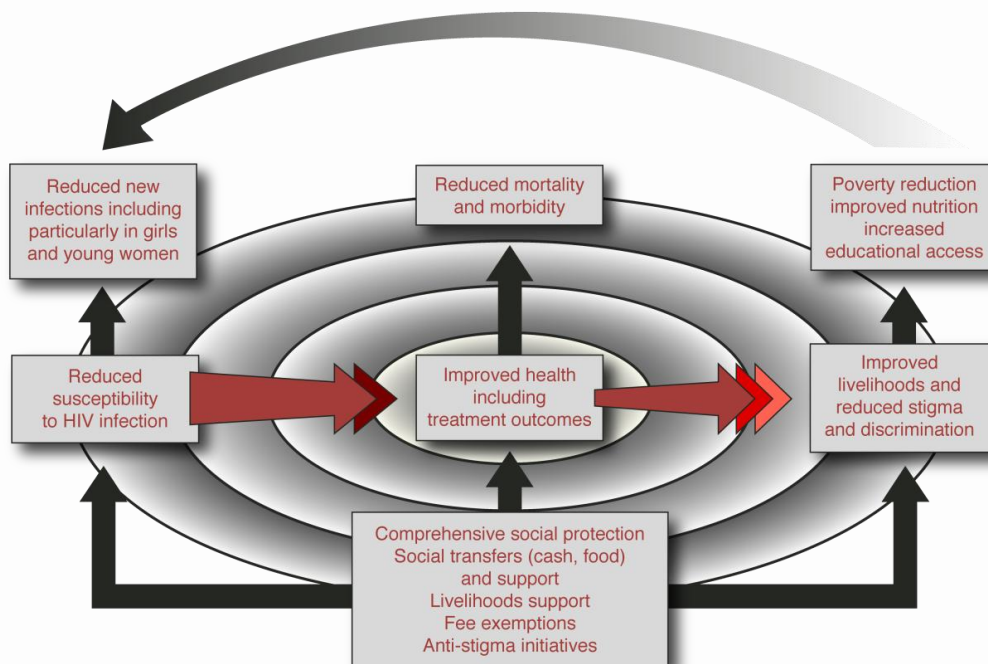 Reduced new
infections including
particularly in girls
and young women
Reduced mortality
and morbidity
Poverty reduction
improved nutrition
increased
educational access
Reduced
susceptibility
to HIV infection
Improved health
including
treatment outcomes
Improved
livelihoods and
reduced stigma
and discrimination
Comprehensive social protection
Social transfers (cash, food)
and support
Livelihoods support
Fee exemptions
Anti-stigma initiatives